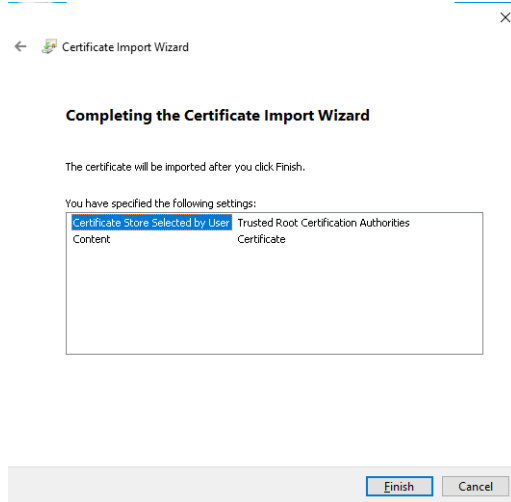 Certificate Import Wizard
Completing the Certificate Import Wizard
The certificate will be imported after you click Finish.
You have specified the following settings:
Certificate Store Selected by User Trusted Root Certification Authorities
Content Certificate
Finish Cancel